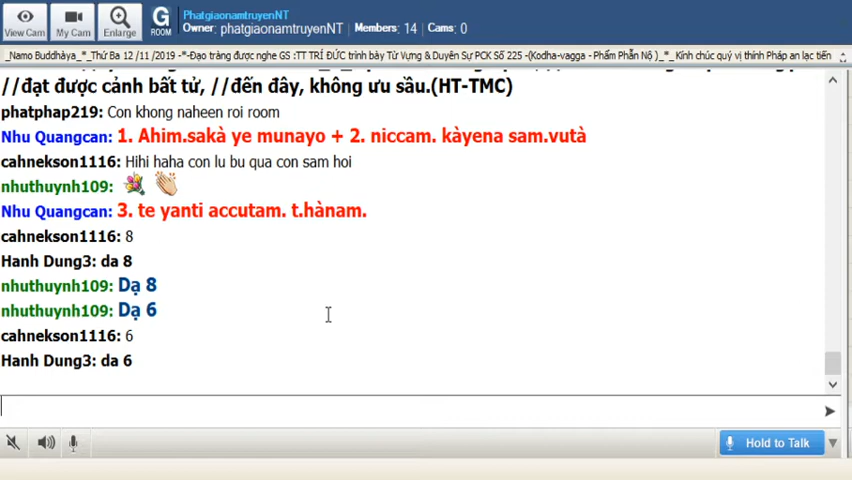 View Cam
My Cam
Enlarge
G
ROOM
PhatgiaonamtruyenNT
Owner: phatgiaonamtruyenNT | Members: 14 | Cams: 0
_Namo Buddhàya_*_Thứ Ba 12 /11 /2019 -*-Đạo tràng được nghe GS :TT TRÍ ĐỨC trình bày Từ Vựng & Duyên Sự PCK Số 225 -(Kodha-vagga - Phẩm Phẫn Nộ )_*_Kính chúc quý vị thính Pháp an lạc tiến
//đạt được cảnh bất tử, //đến đây, không ưu sầu.(HT-TMC)
phatphap219: Con khong naheen roi room
Nhu Quangcan: 1. Ahim.sakà ye munayo + 2. niccam. kàyena sam.vutà
cahnekson1116: Hihi haha con lu bu qua con sam hoi
nhuthuynh109:
Nhu Quangcan: 3. te yanti accutam. t.hànam.
cahnekson1116: 8
Hanh Dung3: da 8
nhuthuynh109: Dạ 8
nhuthuynh109: Dạ 6
cahnekson1116: 6
Hanh Dung3: da 6
Hold to Talk